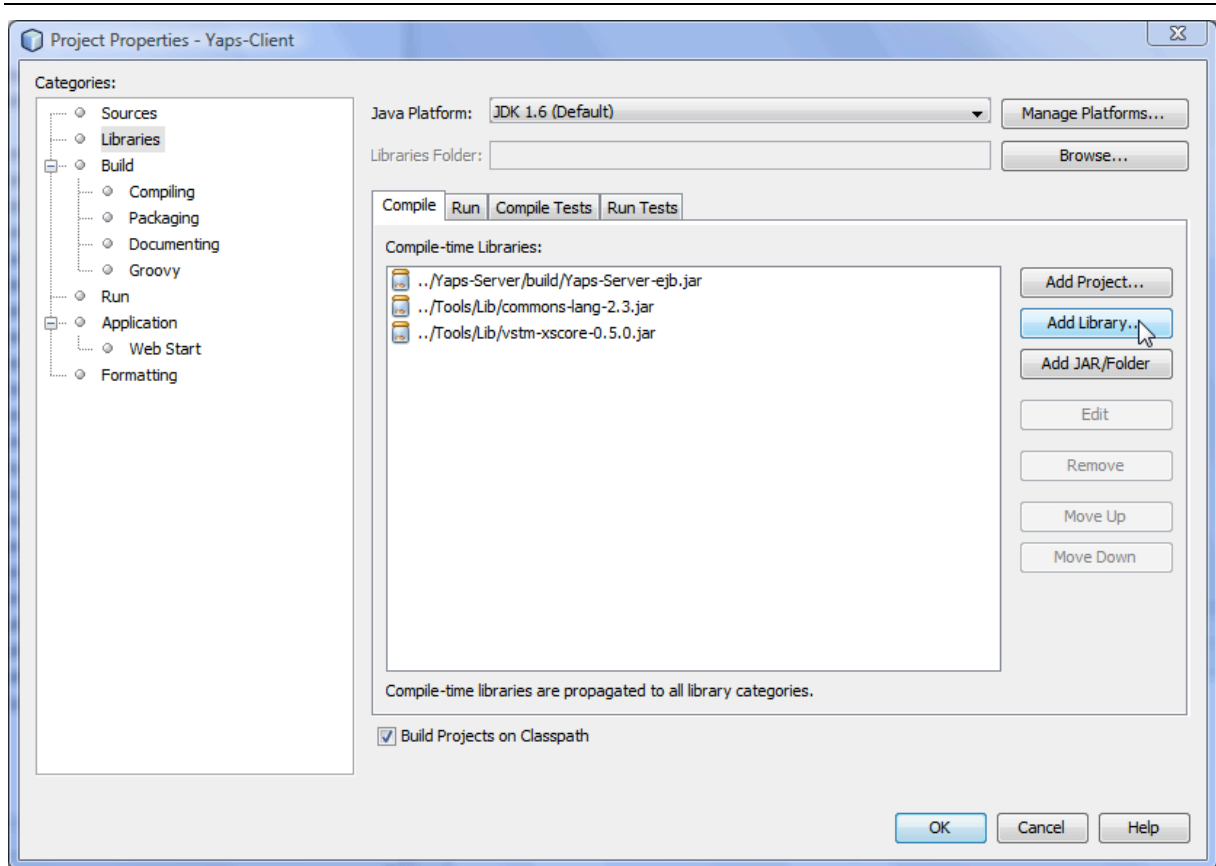 Project Properties - Yaps-Client
Categories:
Sources
Libraries
Build
Compiling
Packaging
Documenting
Groovy
Run
Application
Web Start
Formatting
Java Platform: JDK 1.6 (Default) Manage Platforms...
Libraries Folder: Browse...
Compile Run Compile Tests Run Tests
Compile-time Libraries:
../Yaps-Server/build/Yaps-Server-ejb.jar
../Tools/Lib/commons-lang-2.3.jar
../Tools/Lib/vstm-xscore-0.5.0.jar
Add Project...
Add Library...
Add JAR/Folder
Edit
Remove
Move Up
Move Down
Compile-time libraries are propagated to all library categories.
Build Projects on Classpath
OK Cancel Help